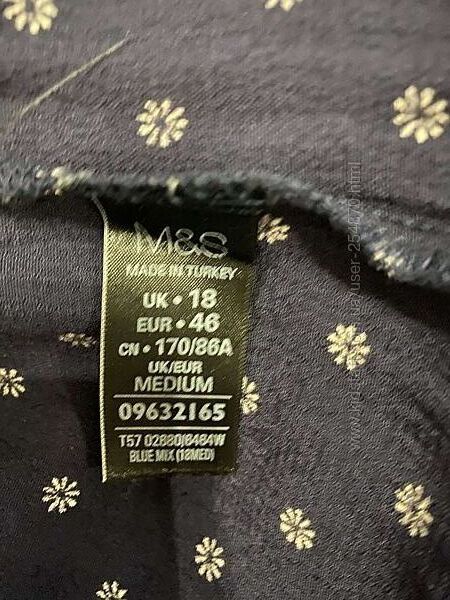 M&S
MADE IN TURKEY
UK • 18
EUR • 46
CN • 170/86A
UK/EUR
MEDIUM
09632165
T57 02880/6464W
BLUE MIX (18MED)